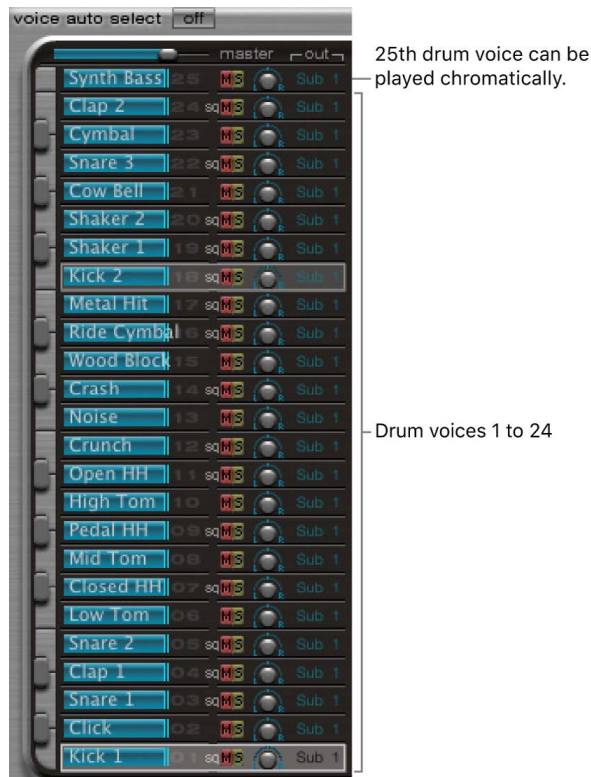 voice auto select off
master out
Synth Bass 25 M S L R Sub 1
Clap 2 24 sq M S L R Sub 1
Cymbal 23 M S L R Sub 1
Snare 3 22 sq M S L R Sub 1
Cow Bell 21 M S L R Sub 1
Shaker 2 20 sq M S L R Sub 1
Shaker 1 19 sq M S L R Sub 1
Kick 2 18 sq M S L R Sub 1
Metal Hit 17 sq M S L R Sub 1
Ride Cymbal 16 sq M S L R Sub 1
Wood Block 15 M S L R Sub 1
Crash 14 sq M S L R Sub 1
Noise 13 M S L R Sub 1
Crunch 12 sq M S L R Sub 1
Open HH 11 sq M S L R Sub 1
High Tom 10 M S L R Sub 1
Pedal HH 09 sq M S L R Sub 1
Mid Tom 08 M S L R Sub 1
Closed HH 07 sq M S L R Sub 1
Low Tom 06 M S L R Sub 1
Snare 2 05 sq M S L R Sub 1
Clap 1 04 sq M S L R Sub 1
Snare 1 03 sq M S L R Sub 1
Click 02 M S L R Sub 1
Kick 1 01 sq M S L R Sub 1
25th drum voice can be
played chromatically.
Drum voices 1 to 24